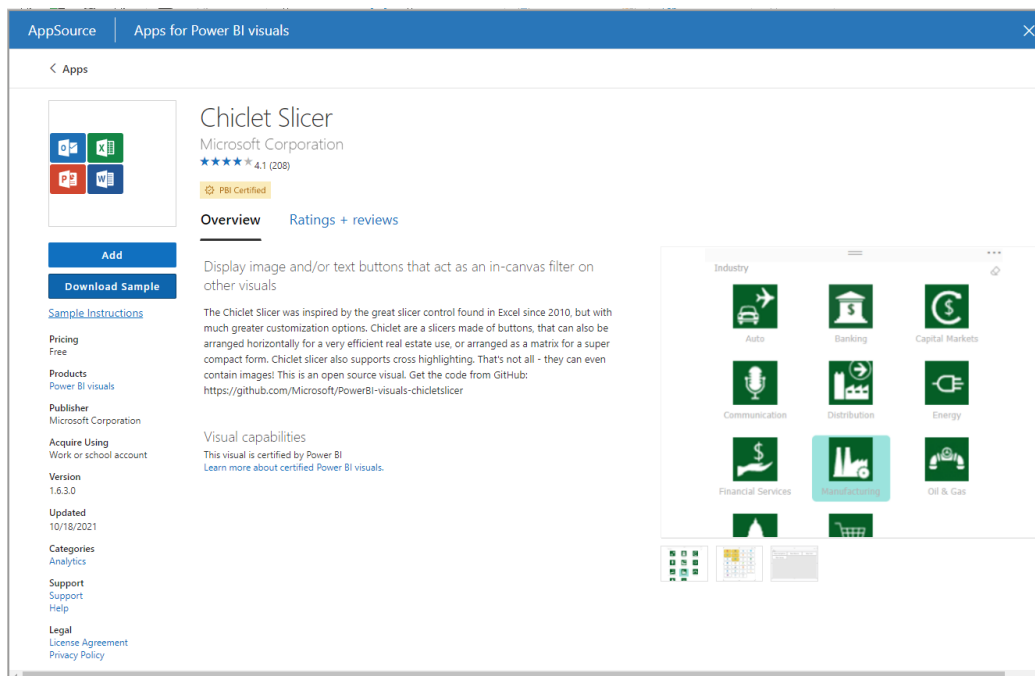 AppSource
Apps for Power BI visuals
Apps
Chiclet Slicer
Microsoft Corporation
4.1 (208)
PBI Certified
Overview
Ratings + reviews
Add
Download Sample
Sample Instructions
Pricing
Free
Products
Power BI visuals
Publisher
Microsoft Corporation
Acquire Using
Work or school account
Version
1.6.3.0
Updated
10/18/2021
Categories
Analytics
Support
Support
Help
Legal
License Agreement
Privacy Policy
Display image and/or text buttons that act as an in-canvas filter on
other visuals
The Chiclet Slicer was inspired by the great slicer control found in Excel since 2010, but with
much greater customization options. Chiclet are a slicers made of buttons, that can also be
arranged horizontally for a very efficient real estate use, or arranged as a matrix for a super
compact form. Chiclet slicer also supports cross highlighting. That's not all - they can even
contain images! This is an open source visual. Get the code from GitHub:
https://github.com/Microsoft/PowerBI-visuals-chicletslicer
Visual capabilities
This visual is certified by Power BI
Learn more about certified Power BI visuals.
Industry
Auto
Banking
Capital Markets
Communication
Distribution
Energy
Financial Services
Manufacturing
Oil & Gas